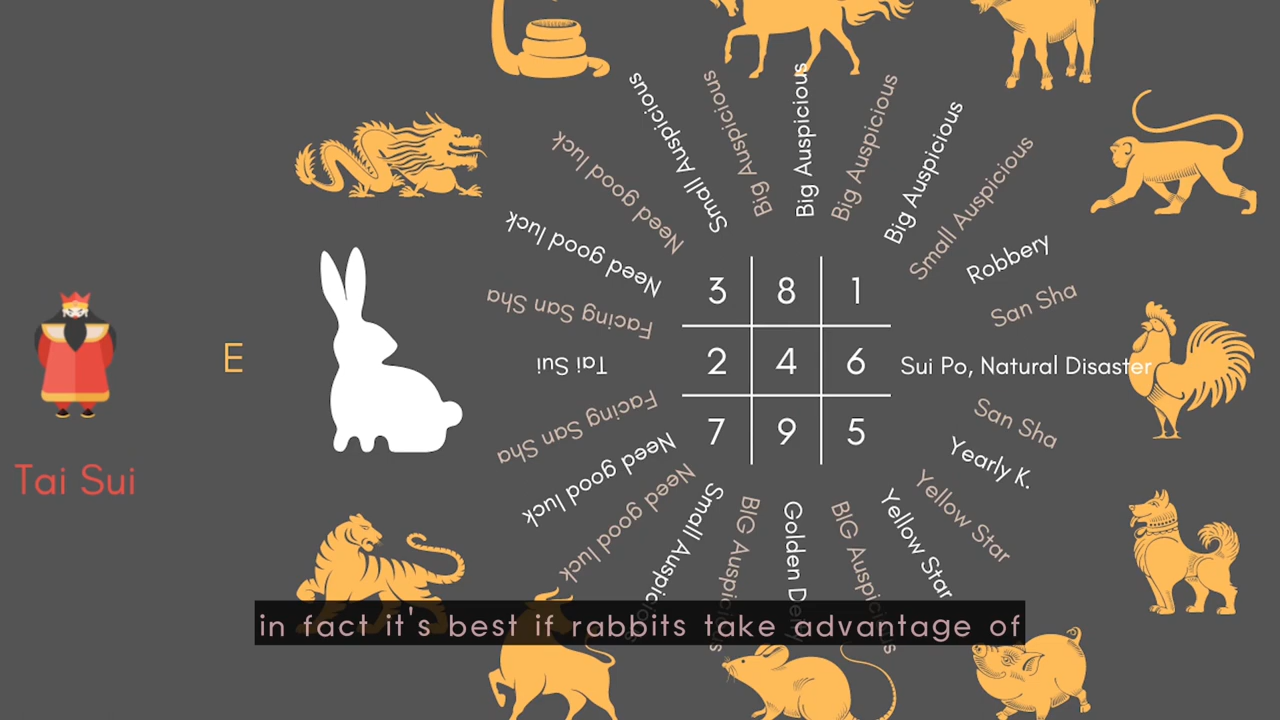 Small Auspicious
Big Auspicious
Big Auspicious
Big Auspicious
Big Auspicious
Small Auspicious
Robbery
San Sha
Sui Po, Natural Disaster
San Sha
Yearly K.
Yellow Star
Yellow Star
BIG Auspicious
Golden Deity
BIG Auspicious
Small Auspicious
Need good luck
Need good luck
Facing San Sha
Tai Sui
Facing San Sha
Need good luck
Need good luck
3 8 1
2 4 6
7 9 5
E
Tai Sui
in fact it's best if rabbits take advantage of